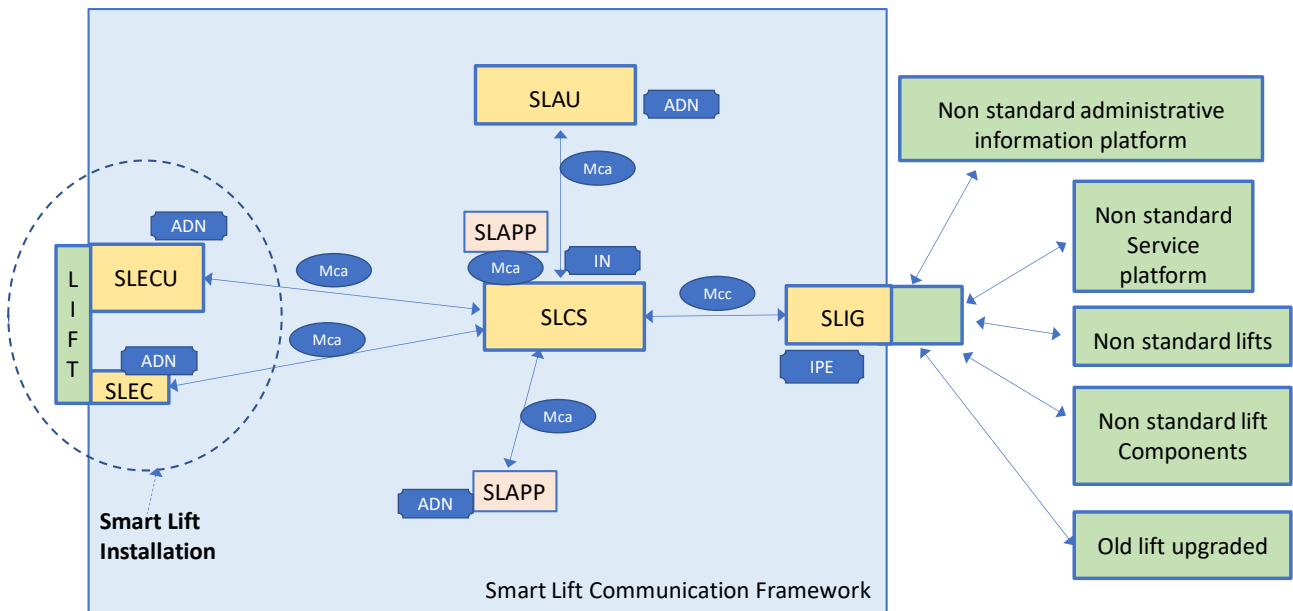 SLAU
ADN
Non standard administrative
information platform
Mca
Non standard
Service
platform
ADN
SLAPP
Mca
IN
L
I
F
T
SLECU
Mca
Mcc
SLCS
SLIG
Mca
Non standard lifts
ADN
SLEC
IPE
Mca
Non standard lift
Components
ADN
SLAPP
Smart Lift
Installation
Old lift upgraded
Smart Lift Communication Framework